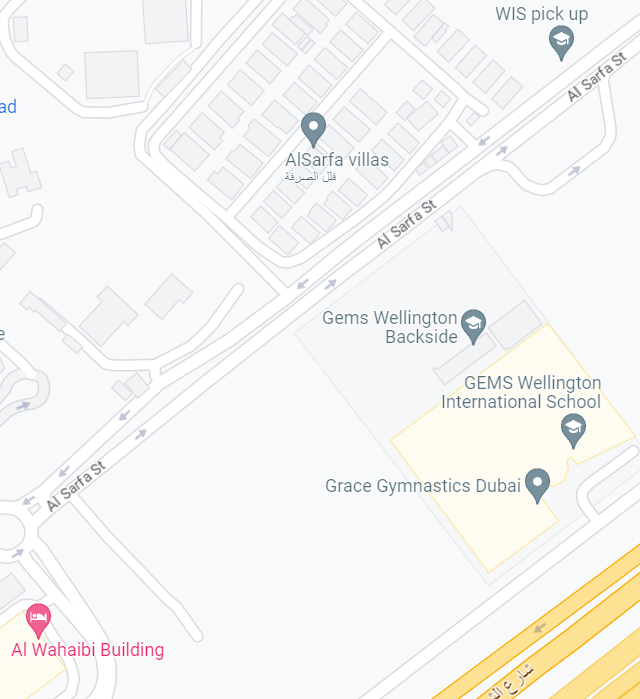 WIS pick up
Al Sarfa St
ad
AlSarfa villas
فلل الصرفة
Al Sarfa St
Gems Wellington
Backside
e
GEMS Wellington
International School
Al Sarfa St
Grace Gymnastics Dubai
Al Wahaibi Building
شارع